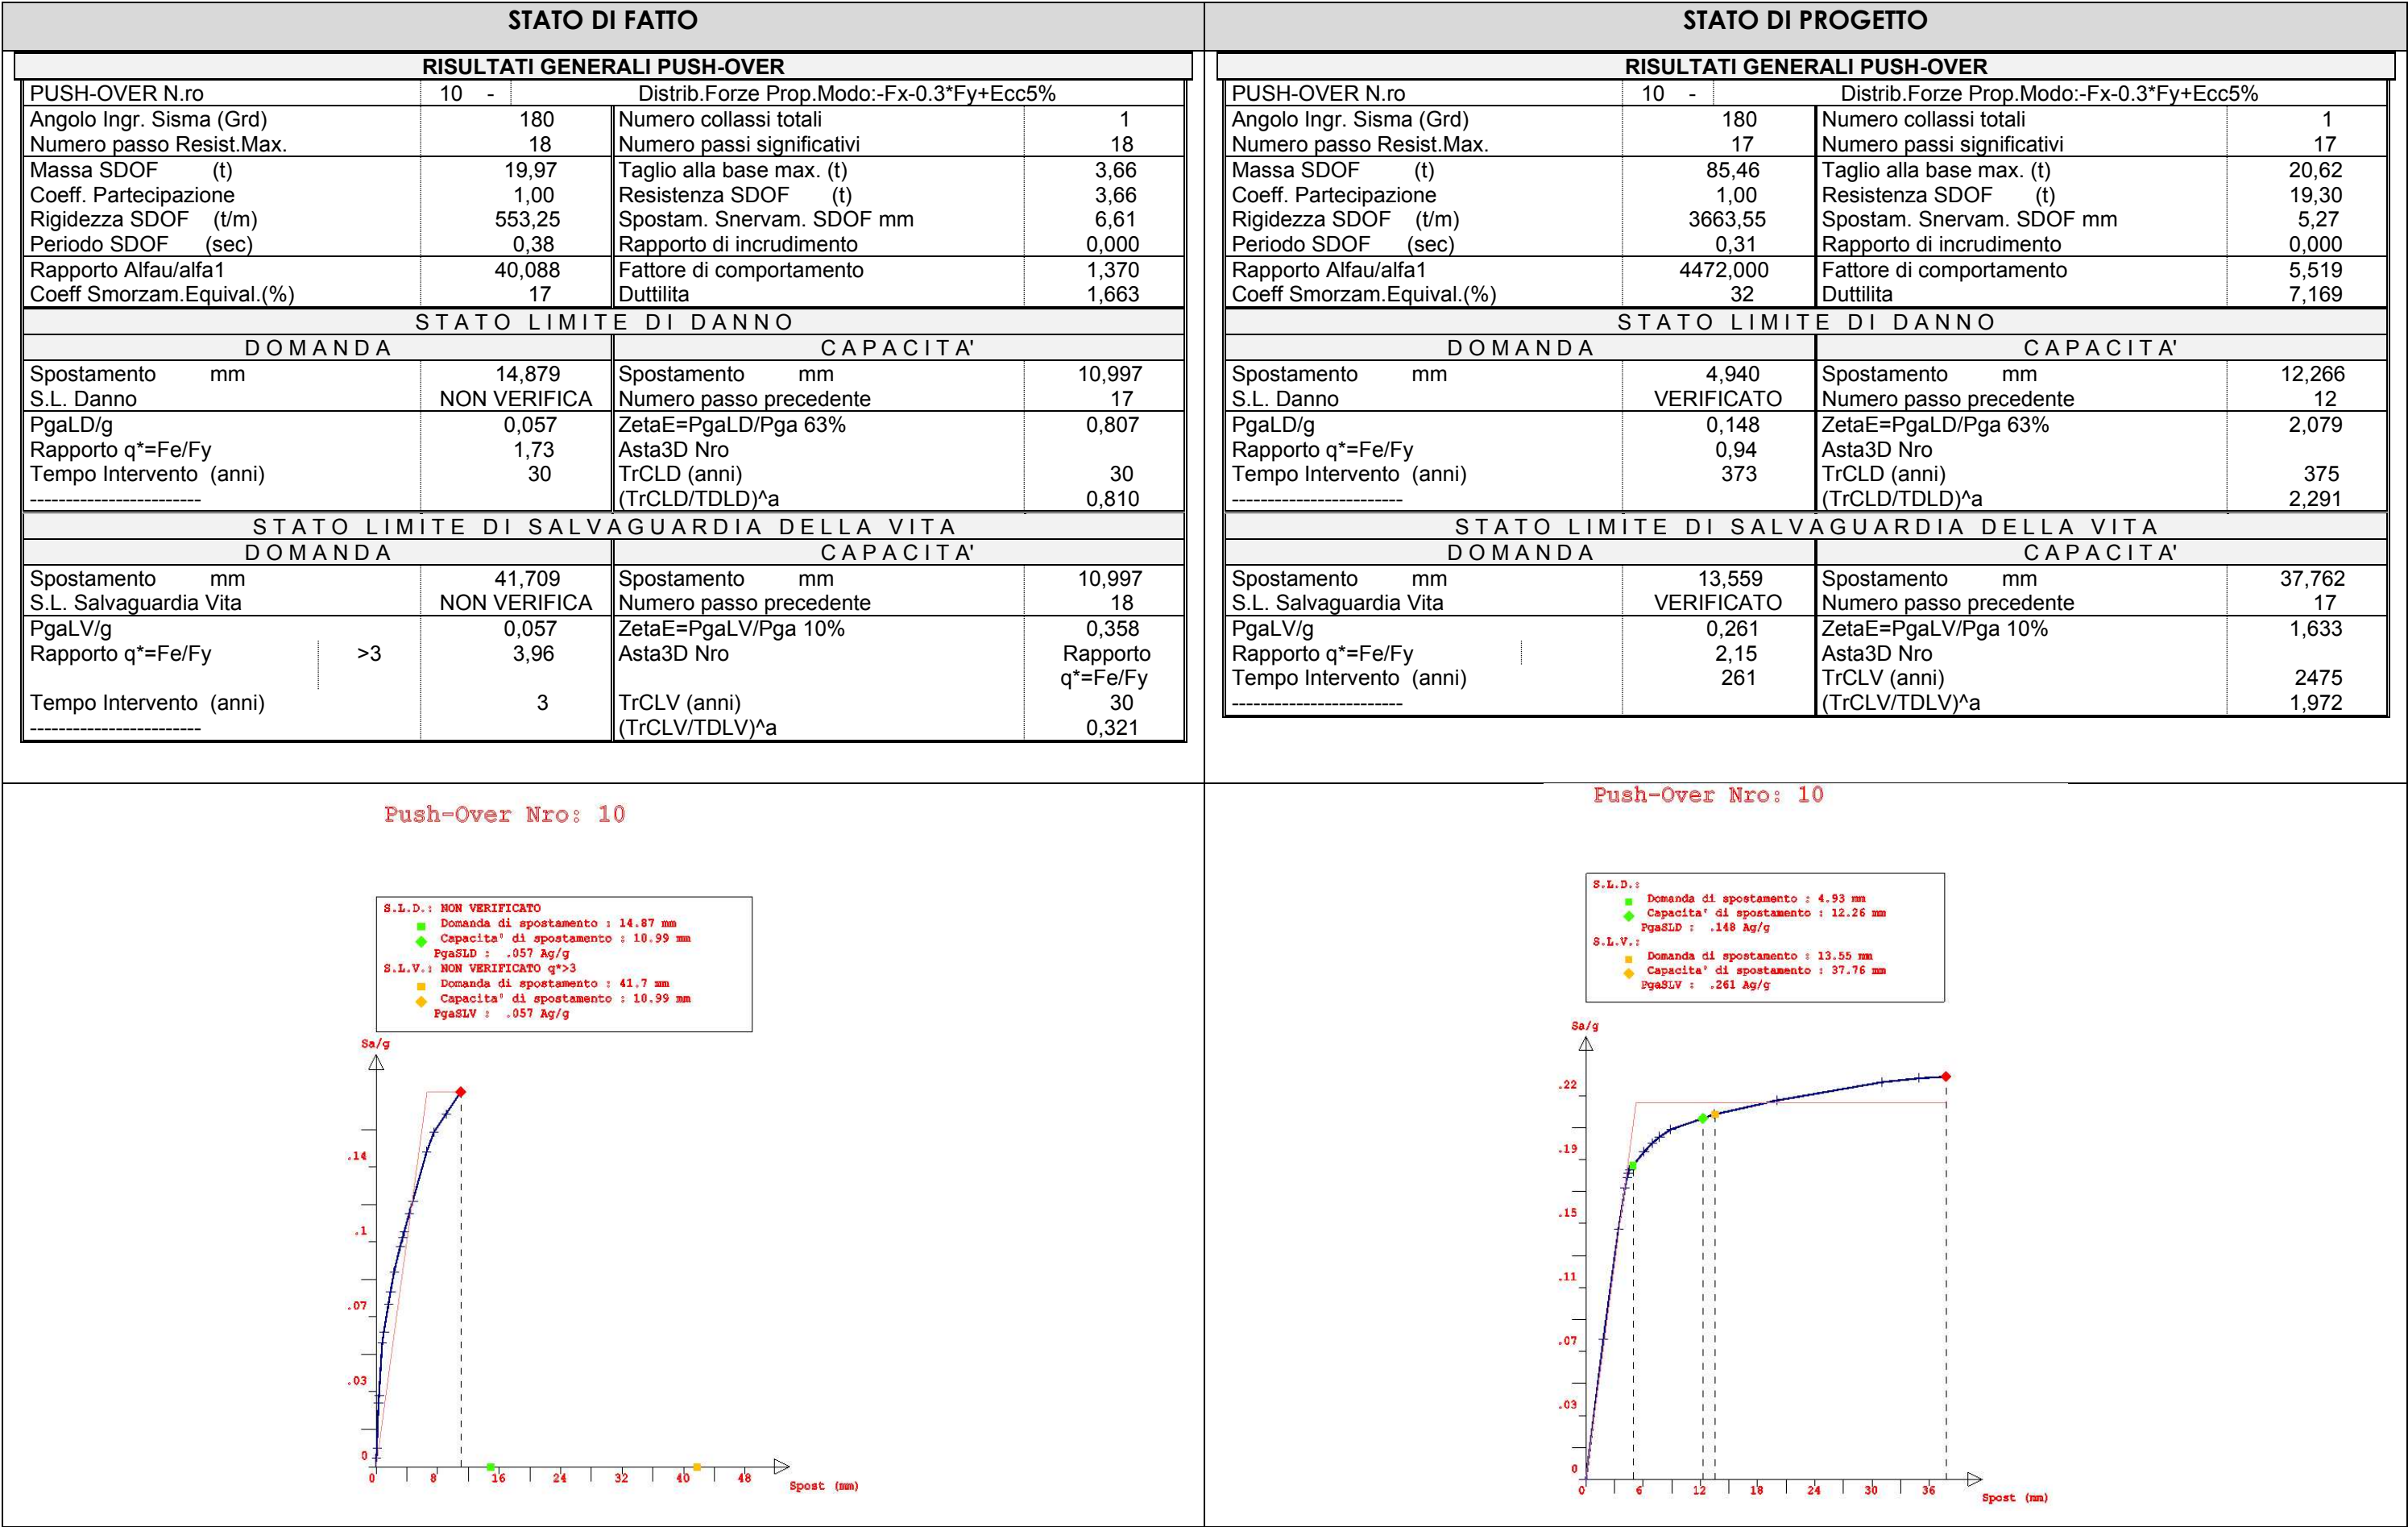 STATO DI FATTO
RISULTATI GENERALI PUSH-OVER
PUSH-OVER N.ro 10 - Distrib.Forze Prop.Modo:-Fx-0.3*Fy+Ecc5%
Angolo Ingr. Sisma (Grd) 180 Numero collassi totali 1
Numero passo Resist.Max. 18 Numero passi significativi 18
Massa SDOF (t) 19,97 Taglio alla base max. (t) 3,66
Coeff. Partecipazione 1,00 Resistenza SDOF (t) 3,66
Rigidezza SDOF (t/m) 553,25 Spostam. Snervam. SDOF mm 6,61
Periodo SDOF (sec) 0,38 Rapporto di incrudimento 0,000
Rapporto Alfau/alfa1 40,088 Fattore di comportamento 1,370
Coeff Smorzam.Equival.(%) 17 Duttilita 1,663
STATO LIMITE DI DANNO
DOMANDA CAPACITA'
Spostamento mm 14,879 Spostamento mm 10,997
S.L. Danno NON VERIFICA Numero passo precedente 17
PgaLD/g 0,057 ZetaE=PgaLD/Pga 63% 0,807
Rapporto q*=Fe/Fy 1,73 Asta3D Nro
Tempo Intervento (anni) 30 TrCLD (anni) 30
------------------------ (TrCLD/TDLD)^a 0,810
STATO LIMITE DI SALVAGUARDIA DELLA VITA
DOMANDA CAPACITA'
Spostamento mm 41,709 Spostamento mm 10,997
S.L. Salvaguardia Vita NON VERIFICA Numero passo precedente 18
PgaLV/g 0,057 ZetaE=PgaLV/Pga 10% 0,358
Rapporto q*=Fe/Fy >3 3,96 Asta3D Nro Rapporto
q*=Fe/Fy
Tempo Intervento (anni) 3 TrCLV (anni) 30
------------------------ (TrCLV/TDLV)^a 0,321
STATO DI PROGETTO
RISULTATI GENERALI PUSH-OVER
PUSH-OVER N.ro 10 - Distrib.Forze Prop.Modo:-Fx-0.3*Fy+Ecc5%
Angolo Ingr. Sisma (Grd) 180 Numero collassi totali 1
Numero passo Resist.Max. 17 Numero passi significativi 17
Massa SDOF (t) 85,46 Taglio alla base max. (t) 20,62
Coeff. Partecipazione 1,00 Resistenza SDOF (t) 19,30
Rigidezza SDOF (t/m) 3663,55 Spostam. Snervam. SDOF mm 5,27
Periodo SDOF (sec) 0,31 Rapporto di incrudimento 0,000
Rapporto Alfau/alfa1 4472,000 Fattore di comportamento 5,519
Coeff Smorzam.Equival.(%) 32 Duttilita 7,169
STATO LIMITE DI DANNO
DOMANDA CAPACITA'
Spostamento mm 4,940 Spostamento mm 12,266
S.L. Danno VERIFICATO Numero passo precedente 12
PgaLD/g 0,148 ZetaE=PgaLD/Pga 63% 2,079
Rapporto q*=Fe/Fy 0,94 Asta3D Nro
Tempo Intervento (anni) 373 TrCLD (anni) 375
------------------------ (TrCLD/TDLD)^a 2,291
STATO LIMITE DI SALVAGUARDIA DELLA VITA
DOMANDA CAPACITA'
Spostamento mm 13,559 Spostamento mm 37,762
S.L. Salvaguardia Vita VERIFICATO Numero passo precedente 17
PgaLV/g 0,261 ZetaE=PgaLV/Pga 10% 1,633
Rapporto q*=Fe/Fy 2,15 Asta3D Nro
Tempo Intervento (anni) 261 TrCLV (anni) 2475
------------------------ (TrCLV/TDLV)^a 1,972
Push-Over Nro: 10
S.L.D.: NON VERIFICATO
Domanda di spostamento : 14.87 mm
Capacita' di spostamento : 10.99 mm
PgaSLD : .057 Ag/g
S.L.V.: NON VERIFICATO q*>3
Domanda di spostamento : 41.7 mm
Capacita' di spostamento : 10.99 mm
PgaSLV : .057 Ag/g
Sa/g
.14
.1
.07
.03
0
0 8 16 24 32 40 48
Spost (mm)
Push-Over Nro: 10
S.L.D.:
Domanda di spostamento : 4.93 mm
Capacita' di spostamento : 12.26 mm
PgaSLD : .148 Ag/g
S.L.V.:
Domanda di spostamento : 13.55 mm
Capacita' di spostamento : 37.76 mm
PgaSLV : .261 Ag/g
Sa/g
.22
.19
.15
.11
.07
.03
0
0 6 12 18 24 30 36
Spost (mm)